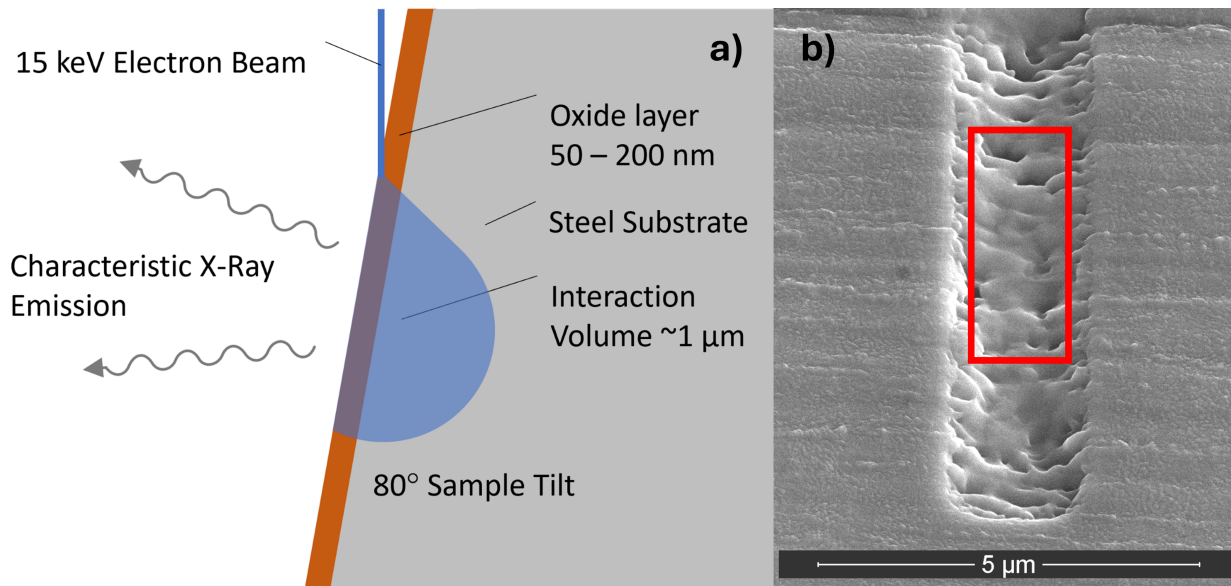 15 keV Electron Beam
a)
Oxide layer
50 – 200 nm
Steel Substrate
Characteristic X-Ray
Emission
Interaction
Volume ~1 μm
80° Sample Tilt
b)
5 μm